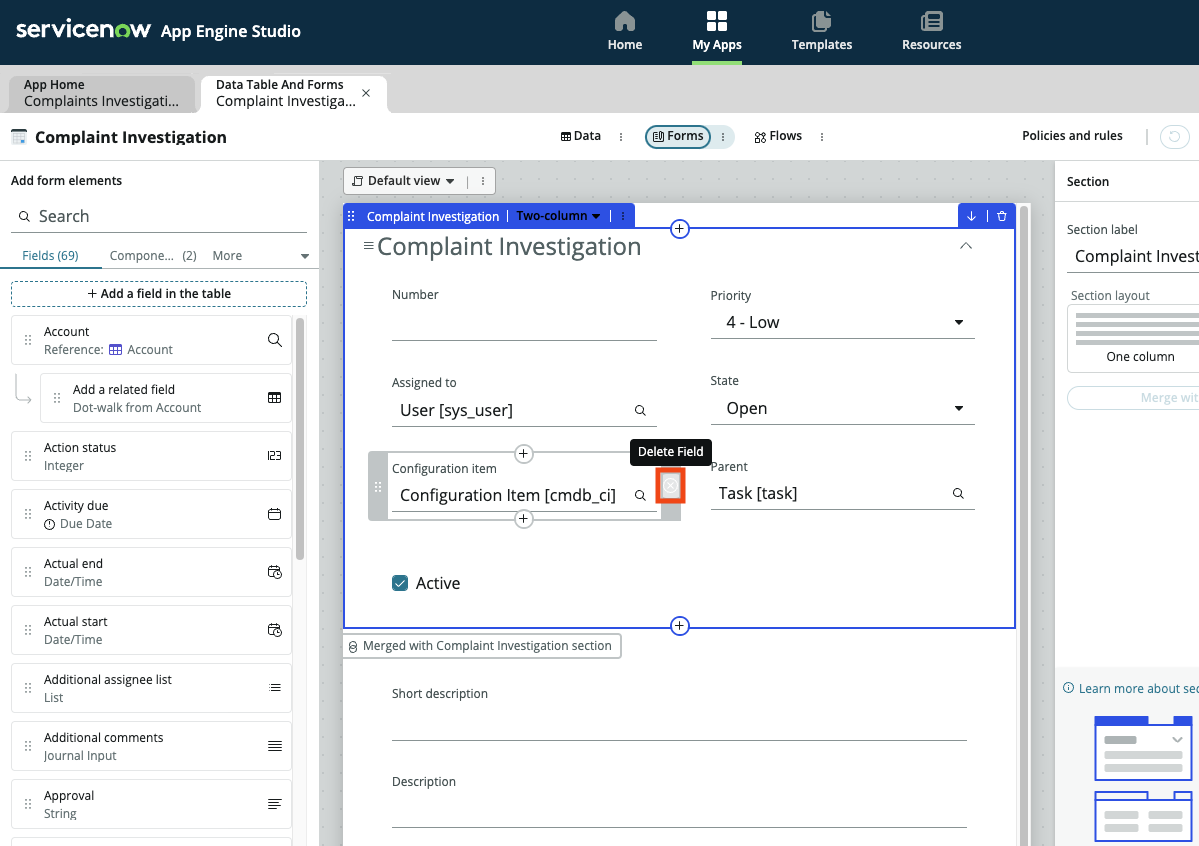 servicenow App Engine Studio
Home
My Apps
Templates
Resources
App Home
Complaints Investigati...
Data Table And Forms
Complaint Investiga...
Complaint Investigation
Data
Forms
Flows
Policies and rules
Add form elements
Search
Fields (69)
Compone... (2)
More
+ Add a field in the table
Account
Reference: Account
Add a related field
Dot-walk from Account
Action status
Integer
123
Activity due
Due Date
Actual end
Date/Time
Actual start
Date/Time
Additional assignee list
List
Additional comments
Journal Input
Approval
String
Default view
Complaint Investigation
Two-column
Complaint Investigation
Number
Priority
4 - Low
Assigned to
User [sys_user]
State
Open
Delete Field
Configuration item
Configuration Item [cmdb_ci]
Parent
Task [task]
Active
Merged with Complaint Investigation section
Short description
Description
Section
Section label
Complaint Invest
Section layout
One column
Merge wit
Learn more about sec